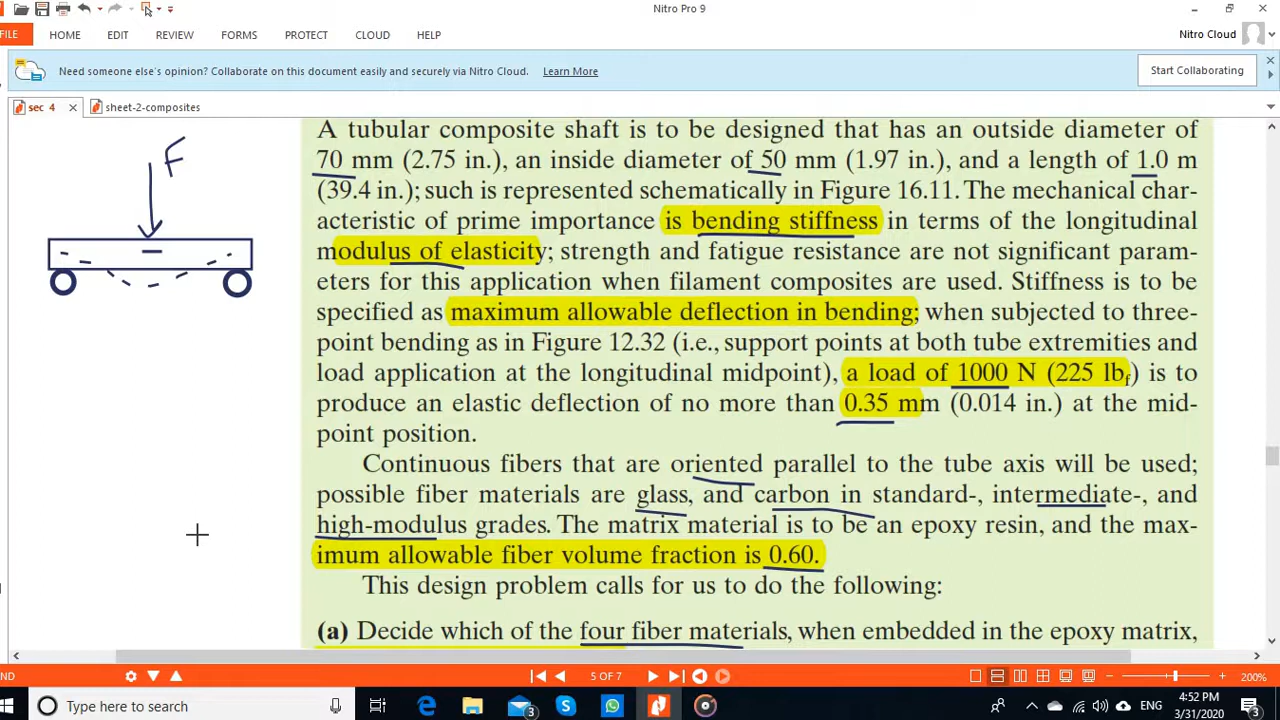 Nitro Pro 9
FILE HOME EDIT REVIEW FORMS PROTECT CLOUD HELP
Nitro Cloud
Need someone else's opinion? Collaborate on this document easily and securely via Nitro Cloud. Learn More
Start Collaborating
sec 4
sheet-2-composites
F
A tubular composite shaft is to be designed that has an outside diameter of
70 mm (2.75 in.), an inside diameter of 50 mm (1.97 in.), and a length of 1.0 m
(39.4 in.); such is represented schematically in Figure 16.11. The mechanical char-
acteristic of prime importance is bending stiffness in terms of the longitudinal
modulus of elasticity; strength and fatigue resistance are not significant param-
eters for this application when filament composites are used. Stiffness is to be
specified as maximum allowable deflection in bending; when subjected to three-
point bending as in Figure 12.32 (i.e., support points at both tube extremities and
load application at the longitudinal midpoint), a load of 1000 N (225 lbf) is to
produce an elastic deflection of no more than 0.35 mm (0.014 in.) at the mid-
point position.
Continuous fibers that are oriented parallel to the tube axis will be used;
possible fiber materials are glass, and carbon in standard-, intermediate-, and
high-modulus grades. The matrix material is to be an epoxy resin, and the max-
imum allowable fiber volume fraction is 0.60.
This design problem calls for us to do the following:
(a) Decide which of the four fiber materials, when embedded in the epoxy matrix,
ND
5 OF 7
200%
Type here to search
3
ENG
4:52 PM
3/31/2020
3